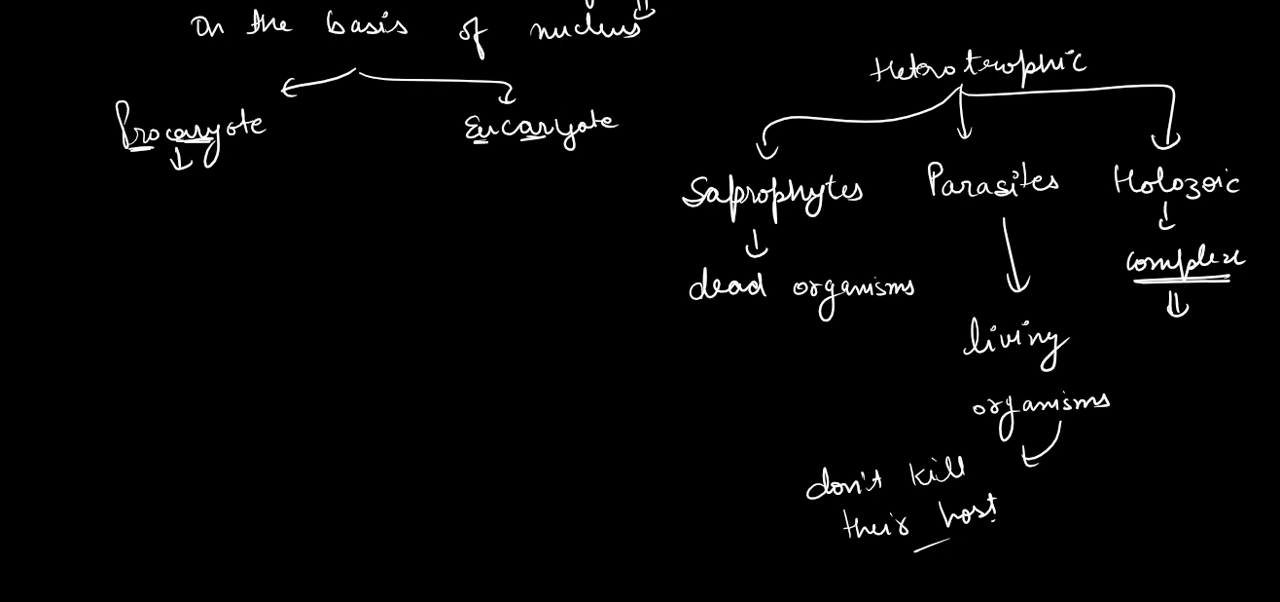 On the basis of nucleus
Procaryote
Eucaryote
Hetrotrophic
Saprophytes
Parasites
Holozoic
dead organisms
complex
living
organisms
don't kill
their host